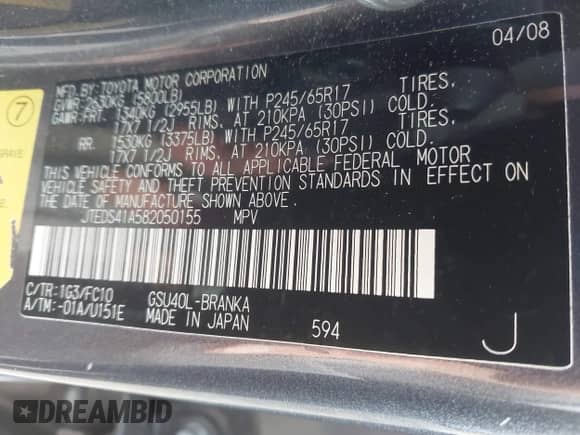 04/08
MFD.BY:TOYOTA MOTOR CORPORATION
GVWR 2630KG (5800LB)
GAWR:FRT. 1340KG (2955LB) WITH P245/65R17 TIRES,
17X7 1/2J RIMS, AT 210KPA (30PSI) COLD.
RR. 1530KG (3375LB) WITH P245/65R17 TIRES,
17X7 1/2J RIMS, AT 210KPA (30PSI) COLD.
THIS VEHICLE CONFORMS TO ALL APPLICABLE FEDERAL MOTOR
VEHICLE SAFETY AND THEFT PREVENTION STANDARDS IN EFFECT ON
THE DATE OF MANUFACTURE SHOWN ABOVE.
JTEDS41A582050155 MPV
C/TR:1G3/FC10 GSU40L-BRANKA
A/TM:-01A/U151E MADE IN JAPAN 594 J
7
GRAVE
DREAMBID